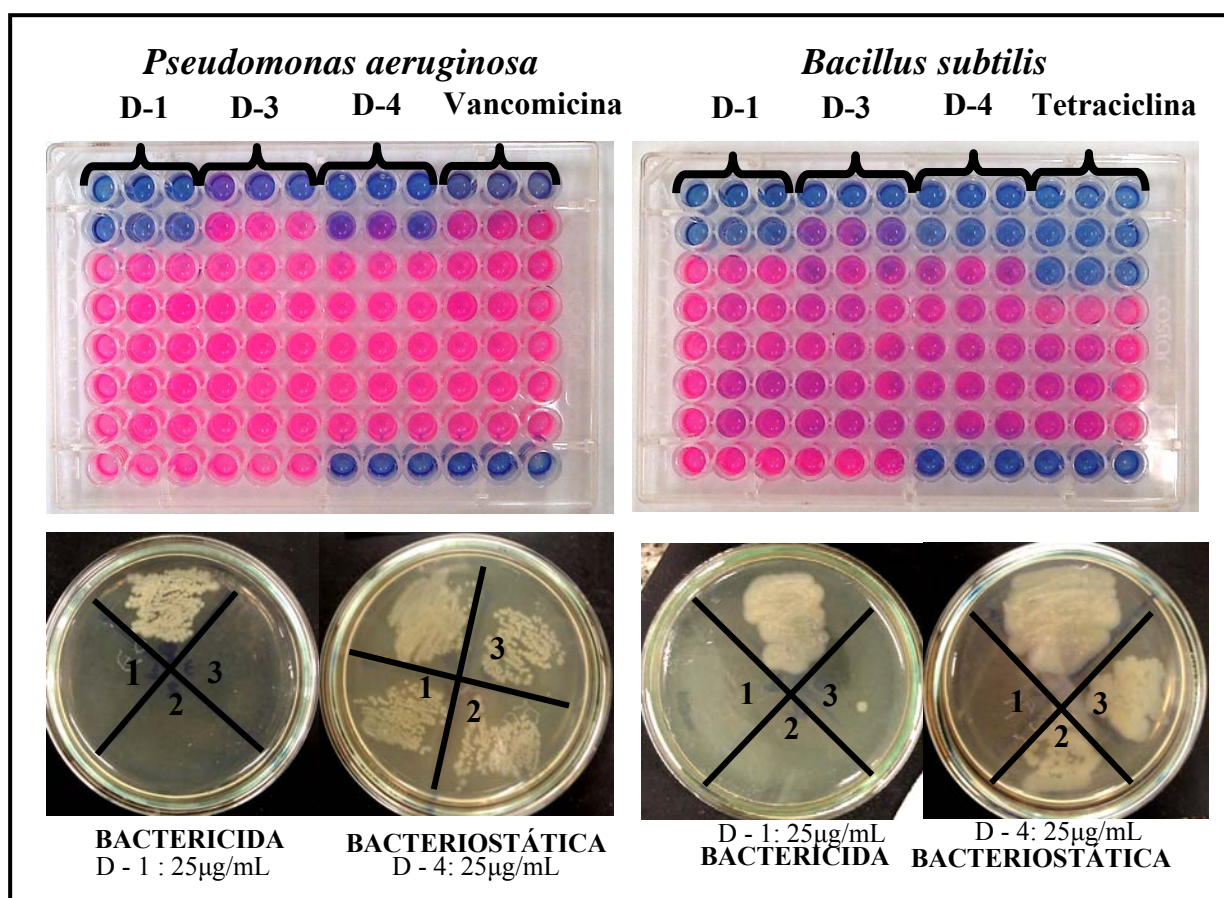 Pseudomonas aeruginosa
D-1 D-3 D-4 Vancomicina
Bacillus subtilis
D-1 D-3 D-4 Tetraciclina
COSTAR
1 2 3
BACTERICIDA
D - 1 : 25µg/mL
1 2 3
BACTERIOSTÁTICA
D - 4: 25µg/mL
1 2 3
D - 1: 25µg/mL
BACTERICIDA
1 2 3
D - 4: 25µg/mL
BACTERIOSTÁTICA